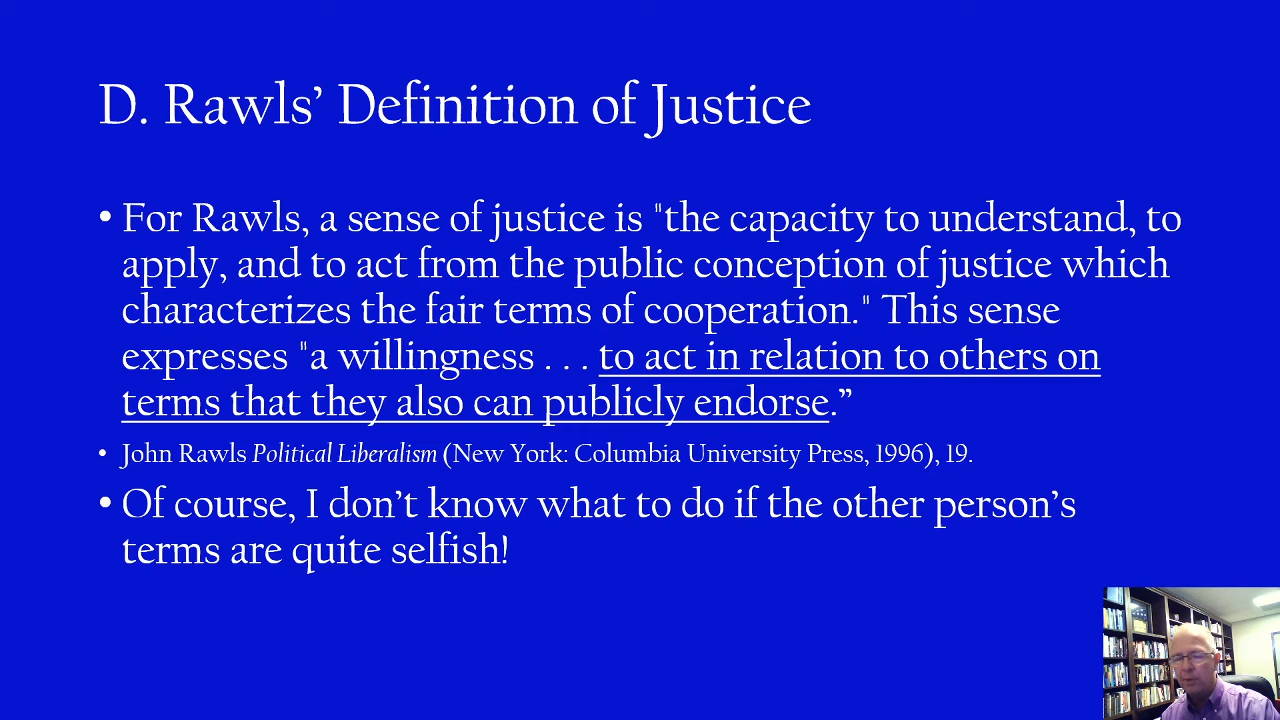 D. Rawls’ Definition of Justice
• For Rawls, a sense of justice is "the capacity to understand, to
apply, and to act from the public conception of justice which
characterizes the fair terms of cooperation." This sense
expresses "a willingness . . . to act in relation to others on
terms that they also can publicly endorse.”
• John Rawls Political Liberalism (New York: Columbia University Press, 1996), 19.
• Of course, I don’t know what to do if the other person’s
terms are quite selfish!